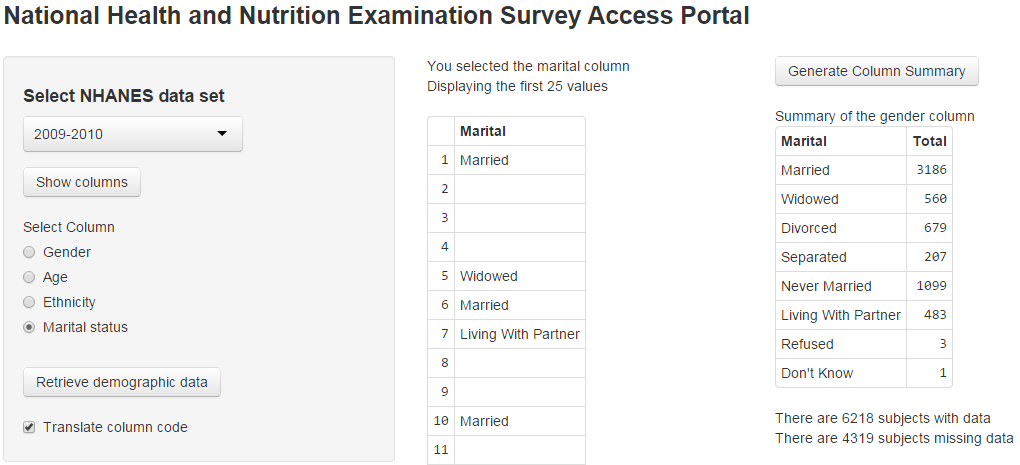 National Health and Nutrition Examination Survey Access Portal
Select NHANES data set
2009-2010
Show columns
Select Column
Gender
Age
Ethnicity
Marital status
Retrieve demographic data
Translate column code
You selected the marital column
Displaying the first 25 values
Marital
1 Married
2
3
4
5 Widowed
6 Married
7 Living With Partner
8
9
10 Married
11
Generate Column Summary
Summary of the gender column
Marital Total
Married 3186
Widowed 560
Divorced 679
Separated 207
Never Married 1099
Living With Partner 483
Refused 3
Don't Know 1
There are 6218 subjects with data
There are 4319 subjects missing data